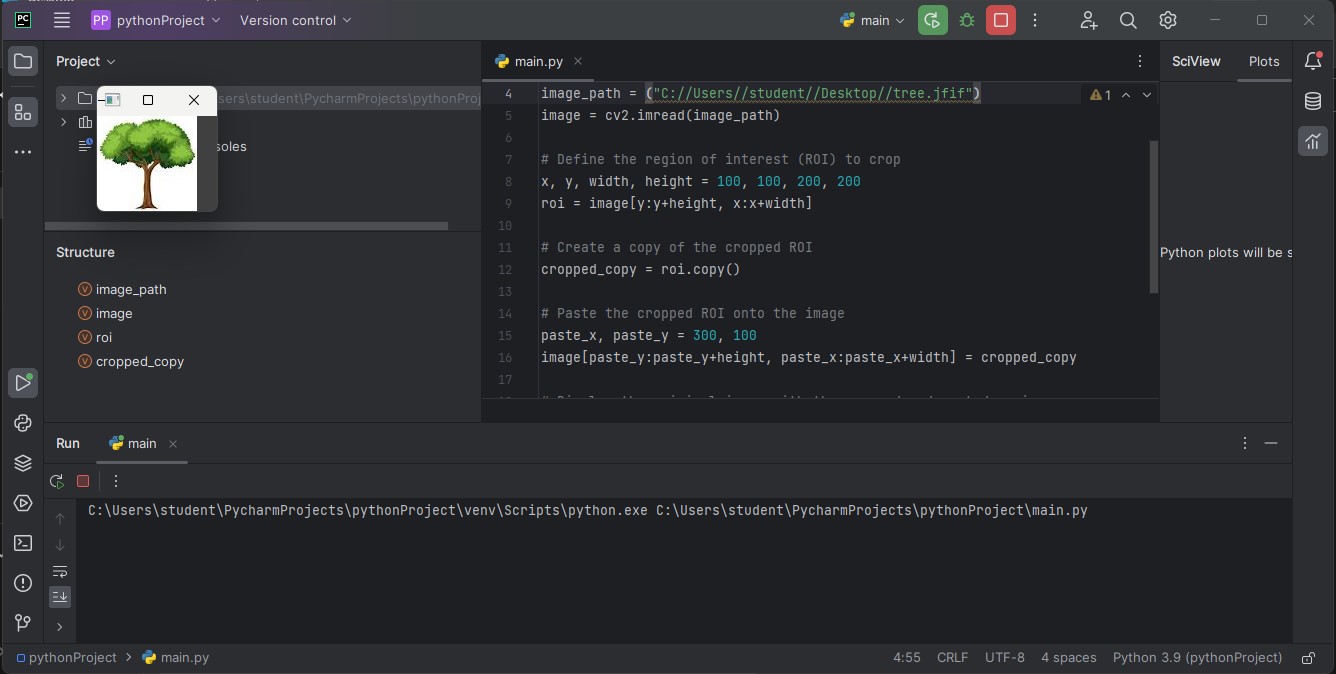 PC
PP pythonProject
Version control
main
Project
main.py
SciView
Plots
sers\student\PycharmProjects\pythonProj
soles
Structure
image_path
image
roi
cropped_copy
4 image_path = ("C://Users//student//Desktop//tree.jfif")
1
5 image = cv2.imread(image_path)
6
7 # Define the region of interest (ROI) to crop
8 x, y, width, height = 100, 100, 200, 200
9 roi = image[y:y+height, x:x+width]
10
11 # Create a copy of the cropped ROI
12 cropped_copy = roi.copy()
13
14 # Paste the cropped ROI onto the image
15 paste_x, paste_y = 300, 100
16 image[paste_y:paste_y+height, paste_x:paste_x+width] = cropped_copy
17
Python plots will be s
Run
main
C:\Users\student\PycharmProjects\pythonProject\venv\Scripts\python.exe C:\Users\student\PycharmProjects\pythonProject\main.py
pythonProject > main.py
4:55 CRLF UTF-8 4 spaces Python 3.9 (pythonProject)